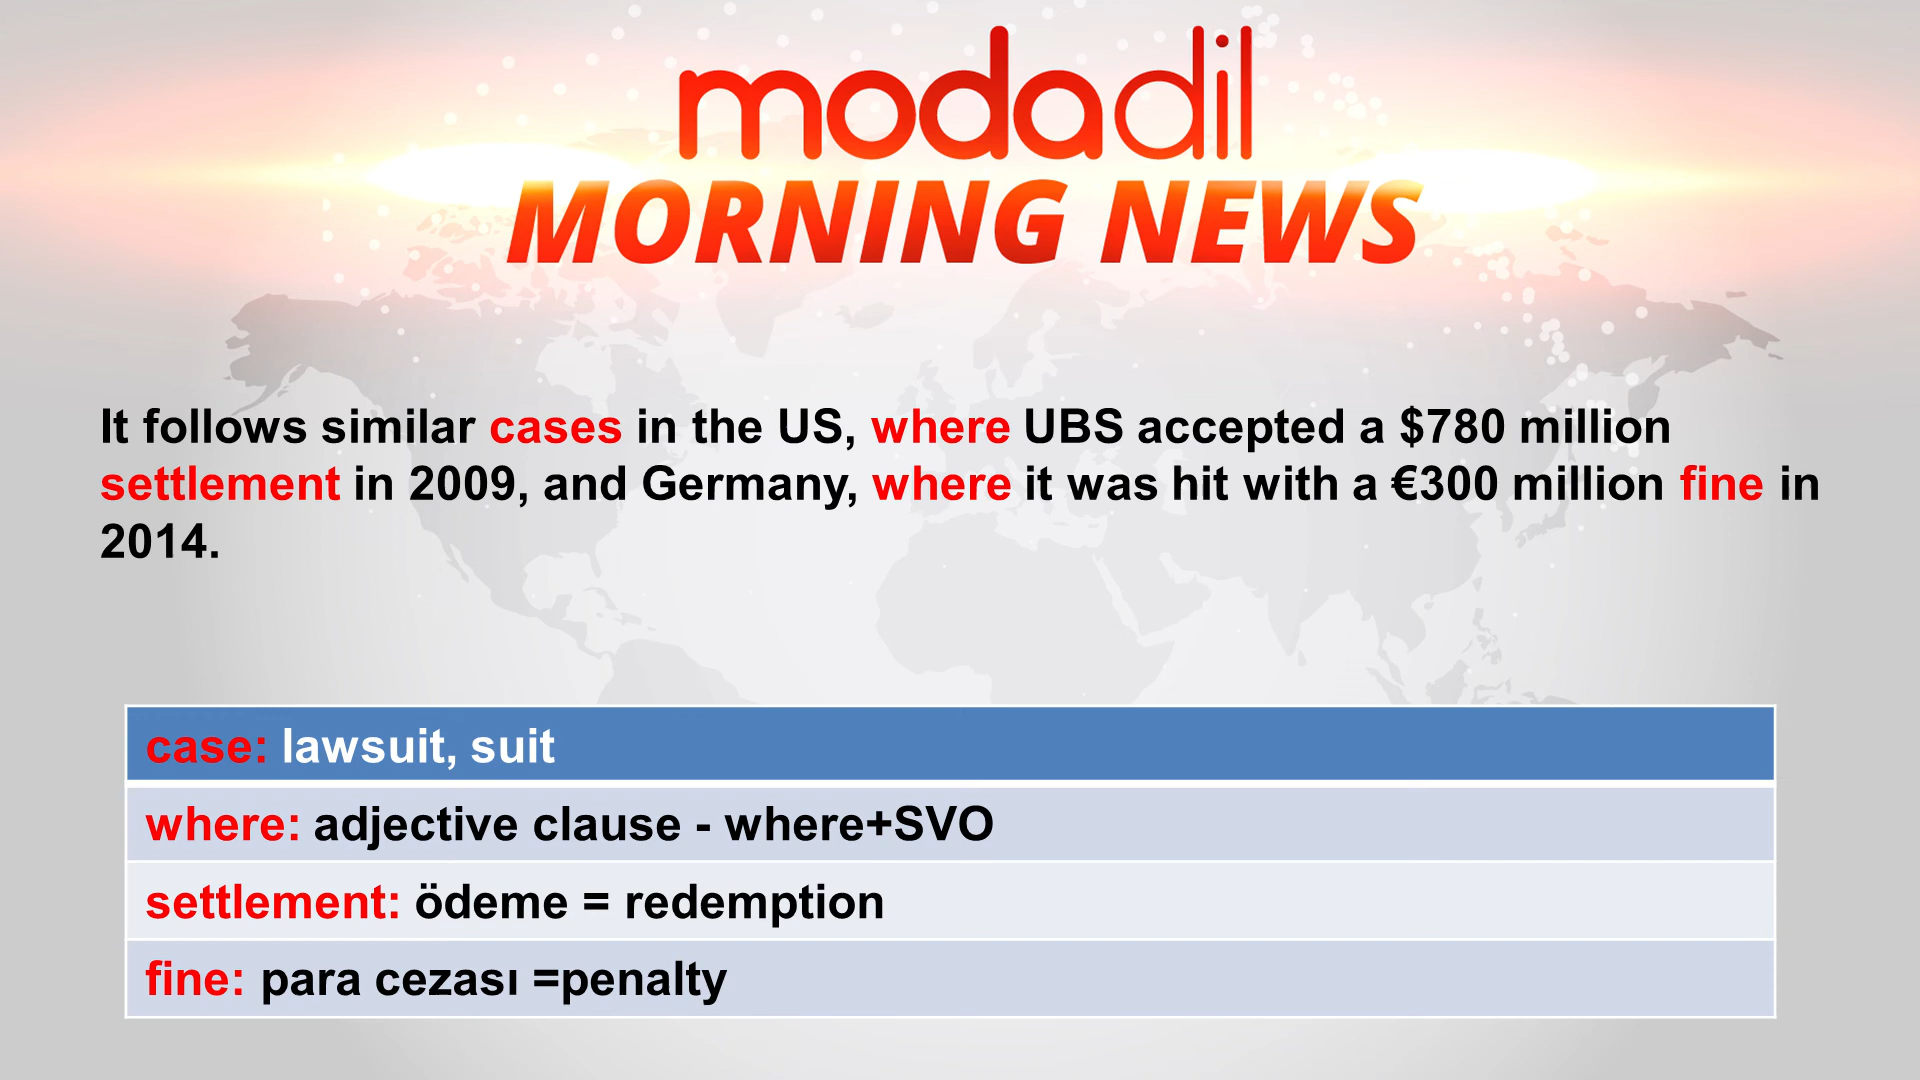 modadil
MORNING NEWS
It follows similar cases in the US, where UBS accepted a $780 million
settlement in 2009, and Germany, where it was hit with a €300 million fine in
2014.
case: lawsuit, suit
where: adjective clause - where+SVO
settlement: ödeme = redemption
fine: para cezası =penalty